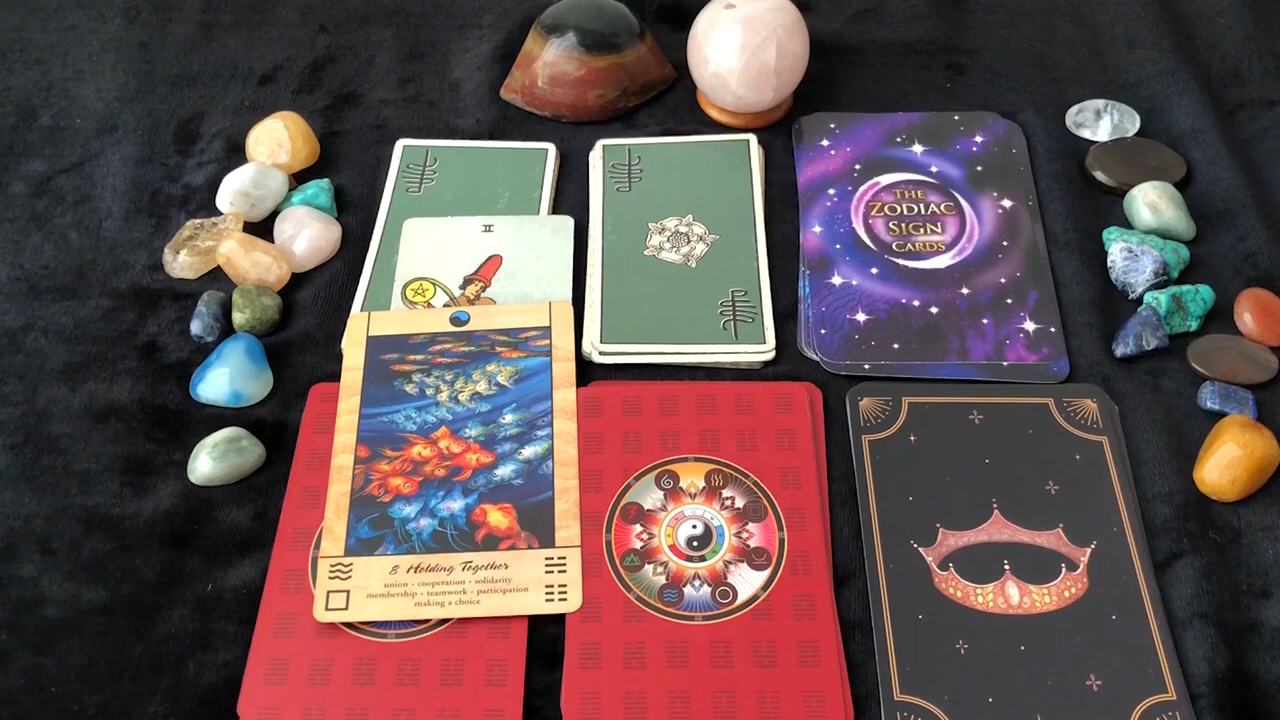 II
THE
ZODIAC
SIGN
CARDS
8 Holding Together
union • cooperation • solidarity
membership • teamwork • participation
making a choice